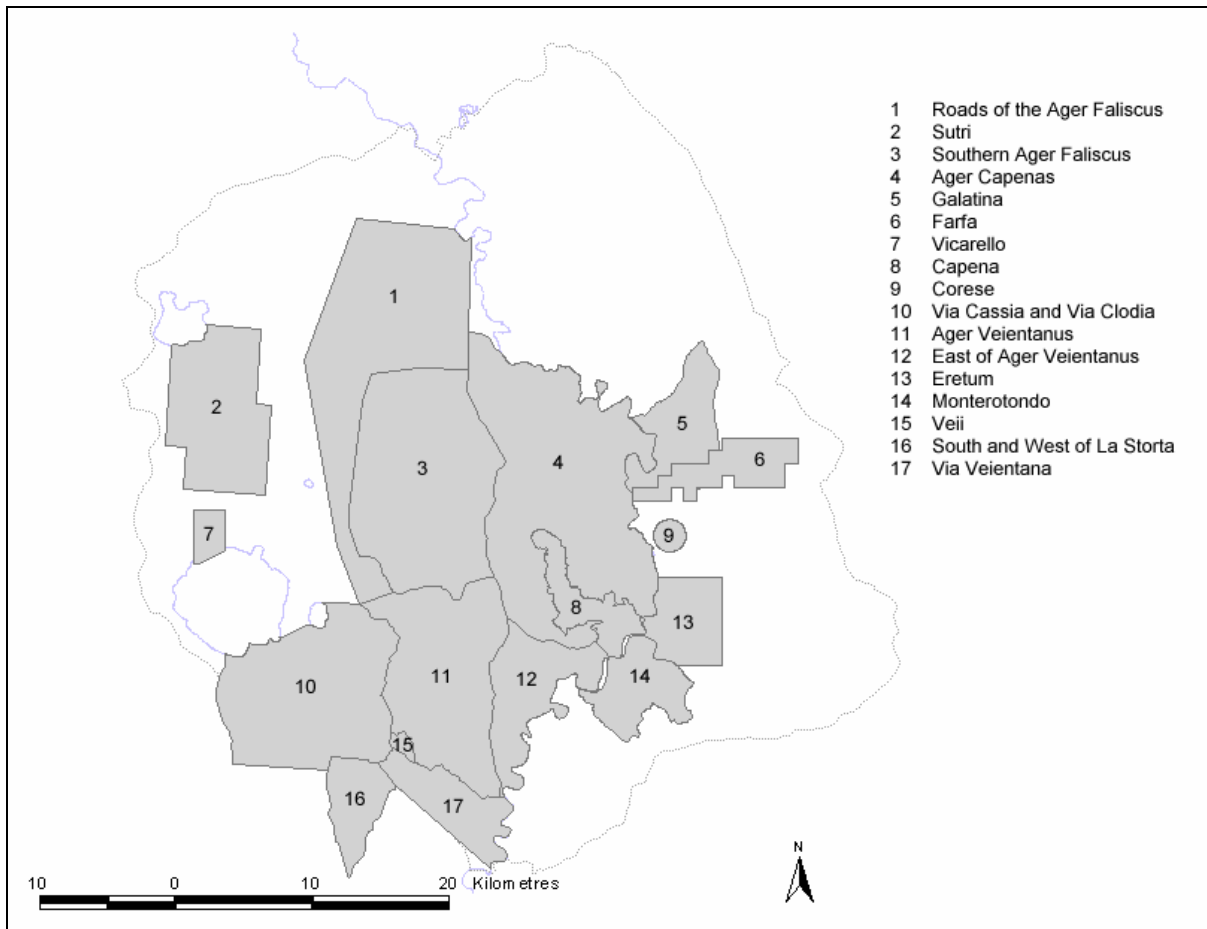 1 Roads of the Ager Faliscus
2 Sutri
3 Southern Ager Faliscus
4 Ager Capenas
5 Galatina
6 Farfa
7 Vicarello
8 Capena
9 Corese
10 Via Cassia and Via Clodia
11 Ager Veientanus
12 East of Ager Veientanus
13 Eretum
14 Monterotondo
15 Veii
16 South and West of La Storta
17 Via Veientana
1
2
5
6
3
4
7
9
8
13
11
14
12
10
15
16
17
N
10 0 10 20 Kilometres